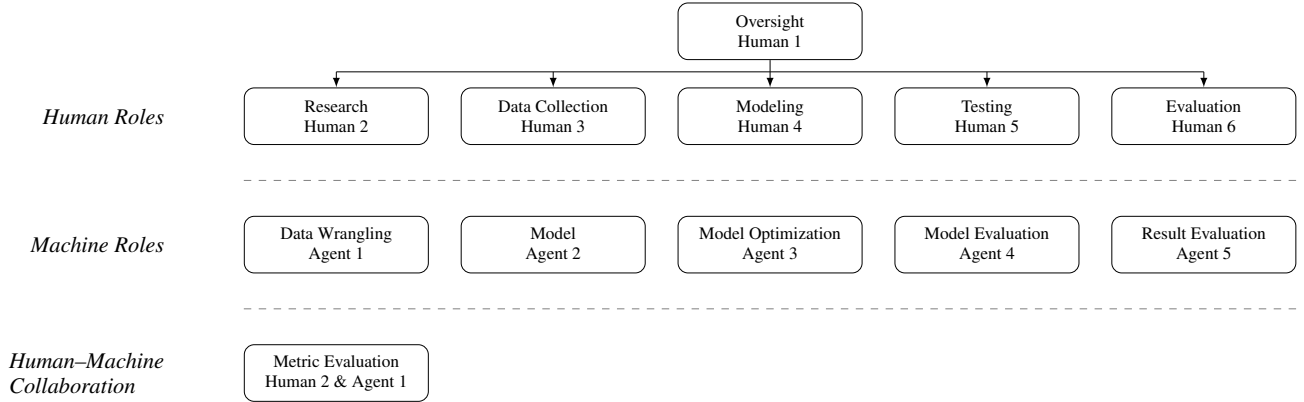 Oversight
Human 1
Human Roles
Research
Human 2
Data Collection
Human 3
Modeling
Human 4
Testing
Human 5
Evaluation
Human 6
Machine Roles
Data Wrangling
Agent 1
Model
Agent 2
Model Optimization
Agent 3
Model Evaluation
Agent 4
Result Evaluation
Agent 5
Human–Machine
Collaboration
Metric Evaluation
Human 2 & Agent 1